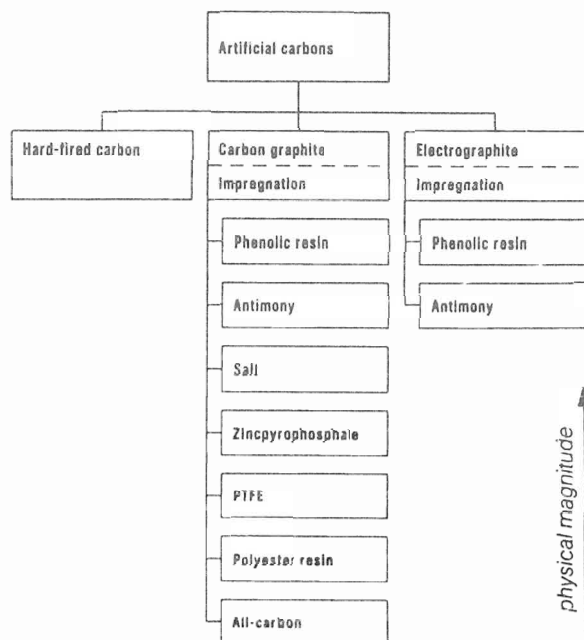 Artificial carbons
Hard-fired carbon
Carbon graphite
Impregnation
Phenolic resin
Antimony
Salt
Zincpyrophosphate
PTFE
Polyester resin
All-carbon
Electrographite
Impregnation
Phenolic resin
Antimony
physical magnitude